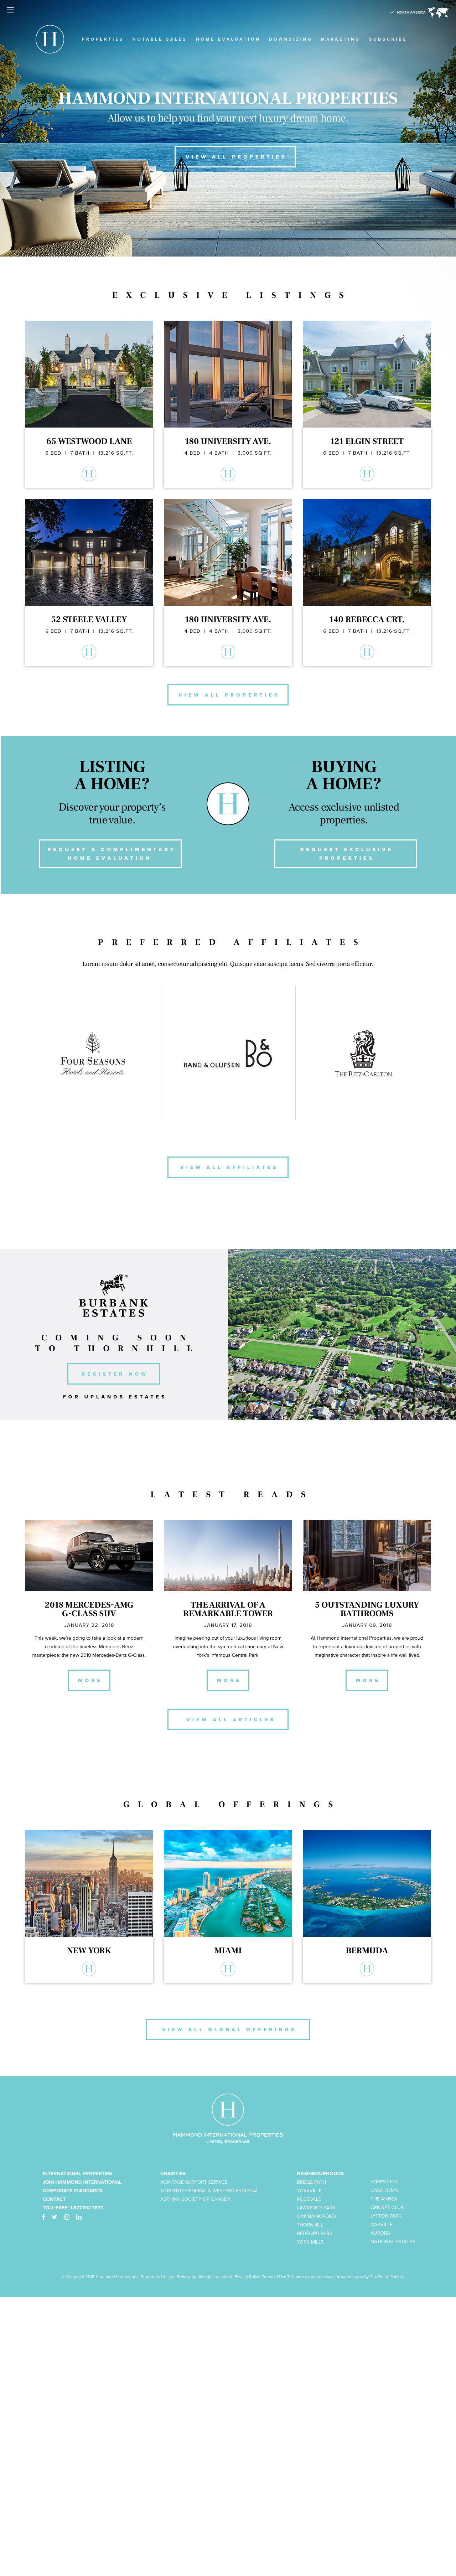 NORTH AMERICA
H
PROPERTIES NOTABLE SALES HOME EVALUATION DOWNSIZING MARKETING SUBSCRIBE
HAMMOND INTERNATIONAL PROPERTIES
Allow us to help you find your next luxury dream home.
VIEW ALL PROPERTIES
EXCLUSIVE LISTINGS
65 WESTWOOD LANE
6 BED | 7 BATH | 13,216 SQ.FT.
H
180 UNIVERSITY AVE.
4 BED | 4 BATH | 3,000 SQ.FT.
H
121 ELGIN STREET
6 BED | 7 BATH | 13,216 SQ.FT.
H
52 STEELE VALLEY
6 BED | 7 BATH | 13,216 SQ.FT.
H
180 UNIVERSITY AVE.
4 BED | 4 BATH | 3,000 SQ.FT.
H
140 REBECCA CRT.
6 BED | 7 BATH | 13,216 SQ.FT.
H
VIEW ALL PROPERTIES
LISTING
A HOME?
Discover your property's
true value.
REQUEST A COMPLIMENTARY
HOME EVALUATION
H
BUYING
A HOME?
Access exclusive unlisted
properties.
REQUEST EXCLUSIVE
PROPERTIES
PREFERRED AFFILIATES
Lorem ipsum dolor sit amet, consectetur adipiscing elit. Quisque vitae suscipit lacus. Sed viverra porta efficitur.
FOUR SEASONS
Hotels and Resorts
BANG & OLUFSEN B&O
THE RITZ-CARLTON
VIEW ALL AFFILIATES
BURBANK
ESTATES
COMING SOON
TO THORNHILL
REGISTER NOW
FOR UPLANDS ESTATES
LATEST READS
2018 MERCEDES-AMG
G-CLASS SUV
JANUARY 22, 2018
This week, we're going to take a look at a modern
rendition of the timeless Mercedes-Benz
masterpiece: the new 2018 Mercedes-Benz G-Class.
MORE
THE ARRIVAL OF A
REMARKABLE TOWER
JANUARY 17, 2018
Imagine peering out of your luxurious living room
overlooking into the symmetrical sanctuary of New
York's infamous Central Park.
MORE
5 OUTSTANDING LUXURY
BATHROOMS
JANUARY 09, 2018
At Hammond International Properties, we are proud
to represent a luxurious lexicon of properties with
imaginative character that inspire a life well lived.
MORE
VIEW ALL ARTICLES
GLOBAL OFFERINGS
NEW YORK
H
MIAMI
H
BERMUDA
H
VIEW ALL GLOBAL OFFERINGS
H
HAMMOND INTERNATIONAL PROPERTIES
LIMITED, BROKERAGE
INTERNATIONAL PROPERTIES
JOIN HAMMOND INTERNATIONAL
CORPORATE STANDARDS
CONTACT
TOLL-FREE: 1.877.702.7870
CHARITIES
MONTAGE SUPPORT SERVICE
TORONTO GENERAL & WESTERN HOSPITAL
ASTHMA SOCIETY OF CANADA
NEIGHBOURHOODS
BRIDLE PATH
YORKVILLE
ROSEDALE
LAWRENCE PARK
OAK BANK POND
THORNHILL
BEDFORD PARK
YORK MILLS
FOREST HILL
CASA LOMA
THE ANNEX
CRICKET CLUB
LYTTON PARK
OAKVILLE
AURORA
NATIONAL ESTATES
© Copyright 2018 Hammond International Properties Limited, Brokerage. All rights reserved. Privacy Policy. Terms of Use. This web experience was brought to you by The Brand Factory.